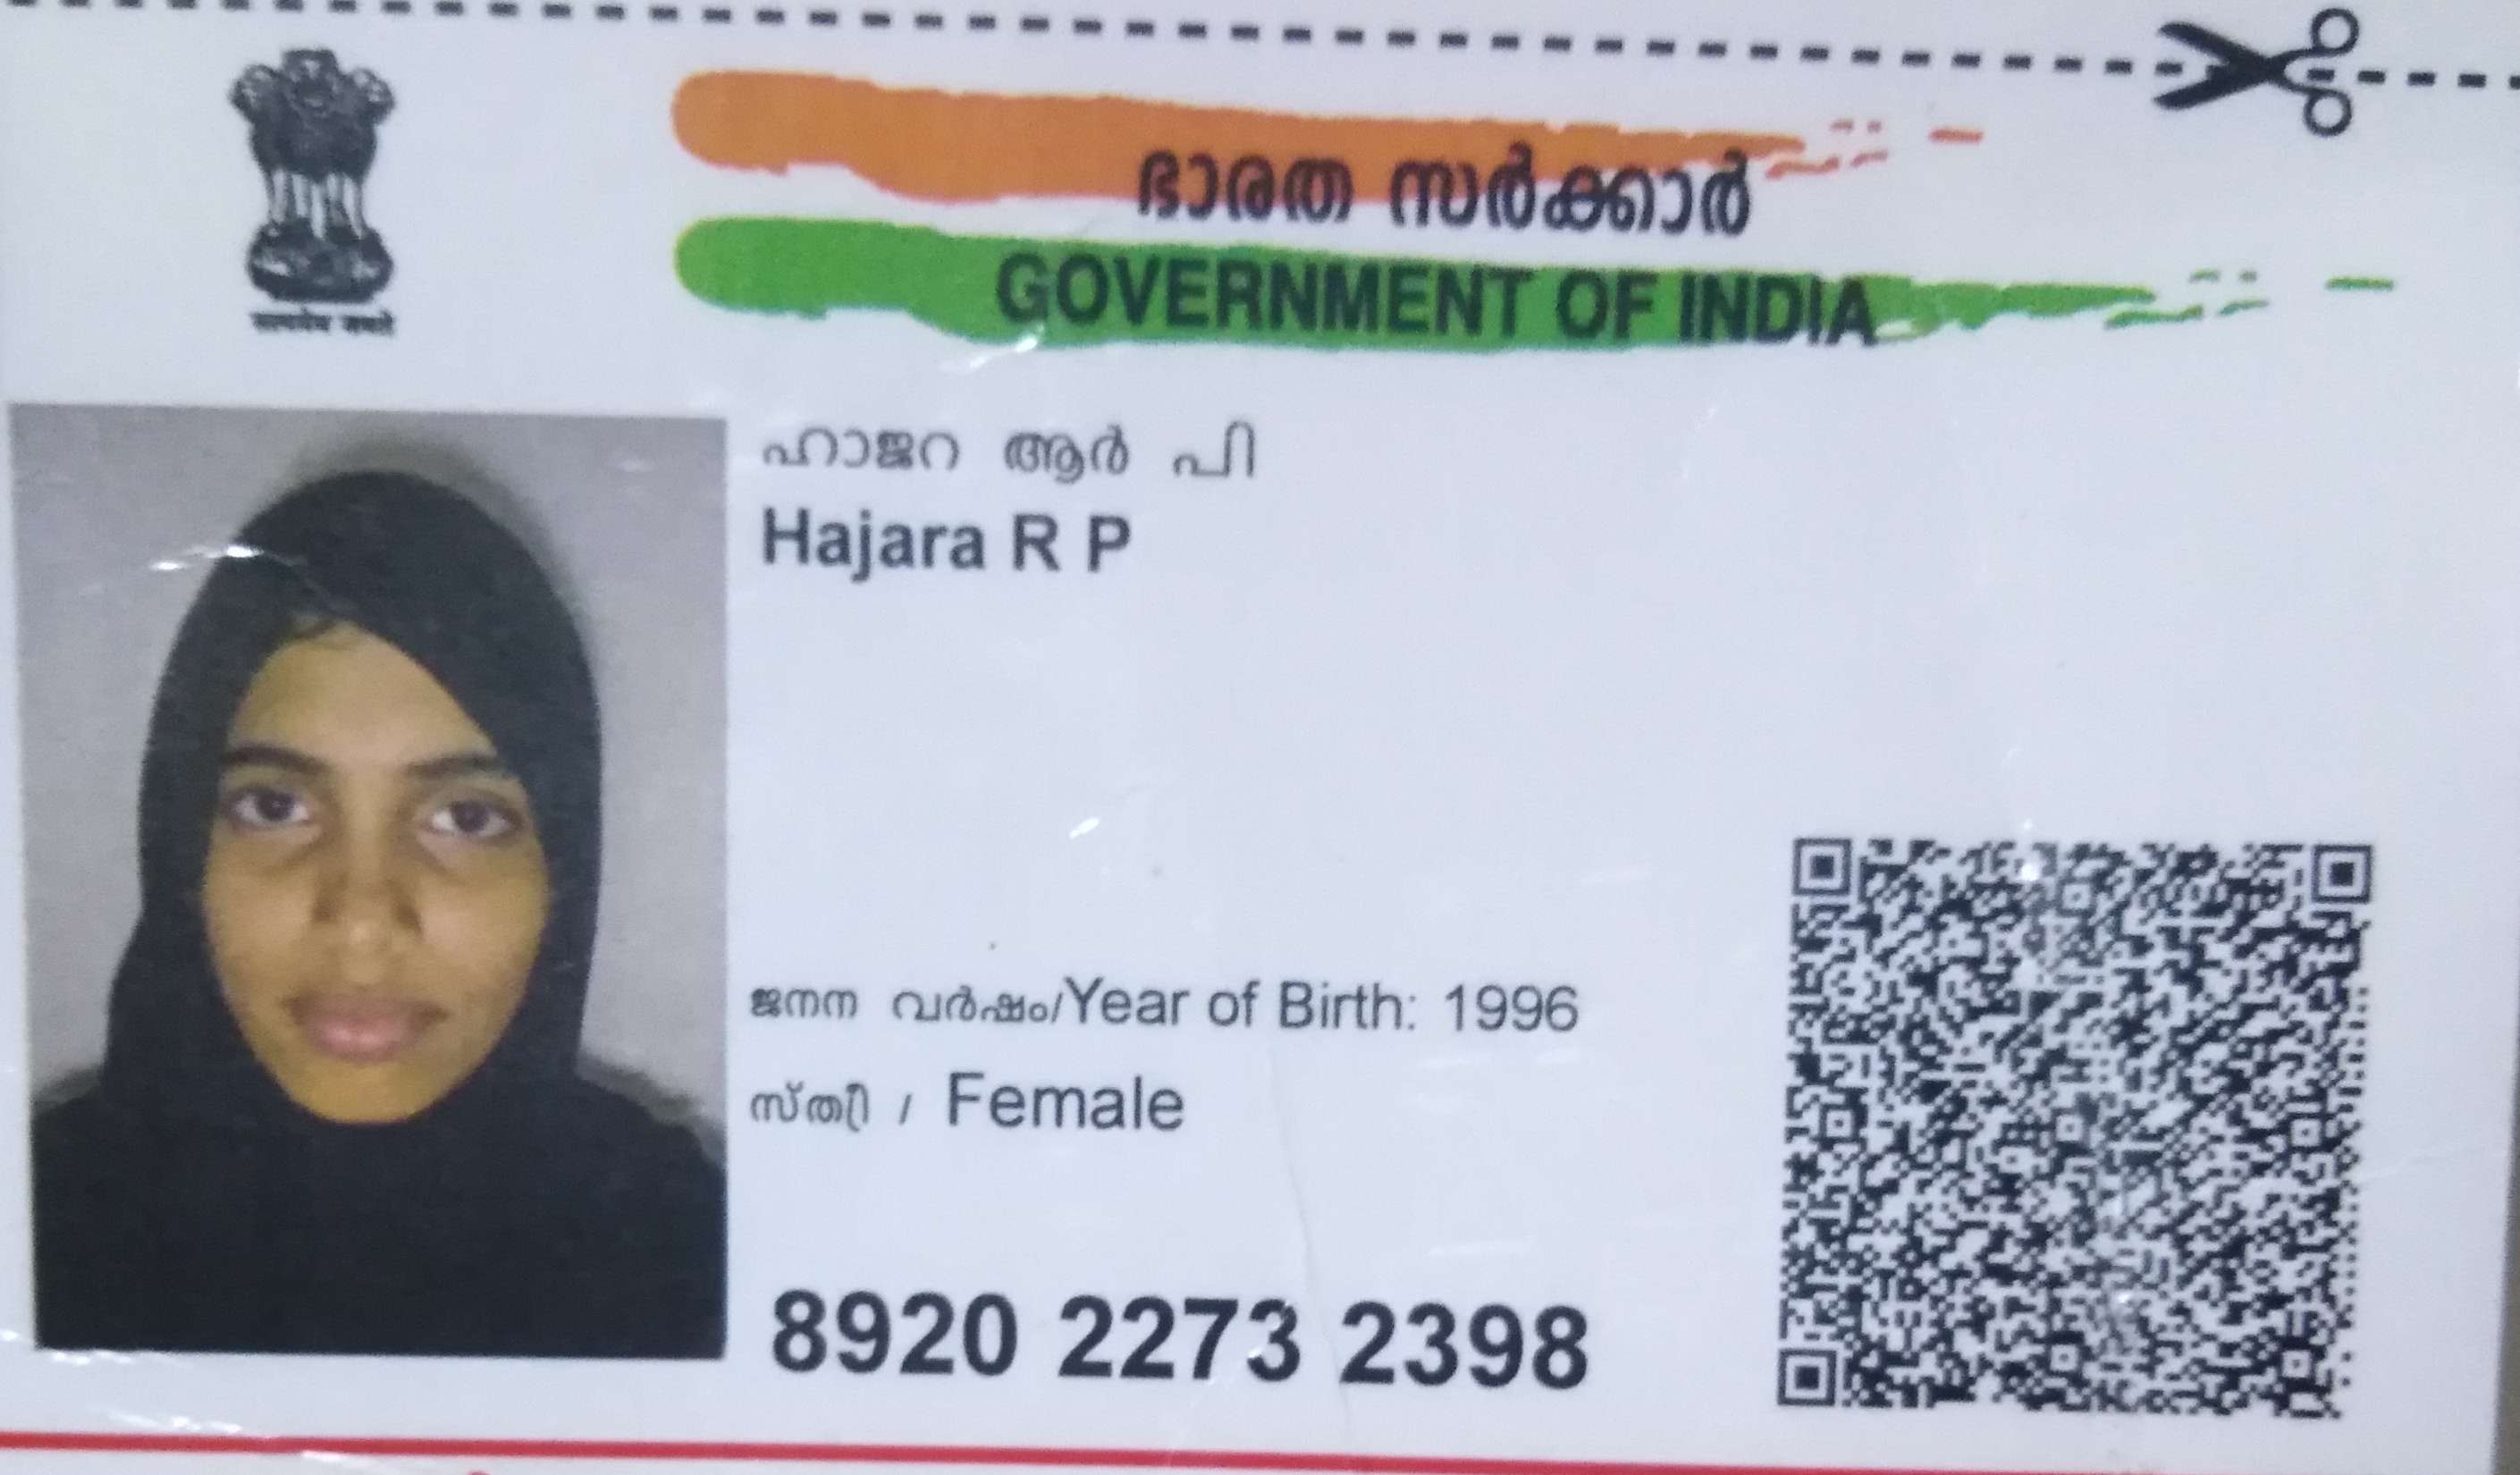 ഭാരത സർക്കാർ
GOVERNMENT OF INDIA
सत्यमेव जयते
ഹാജറ ആർ പി
Hajara R P
ജനന വർഷം/Year of Birth: 1996
സ്ത്രീ / Female
8920 2273 2398